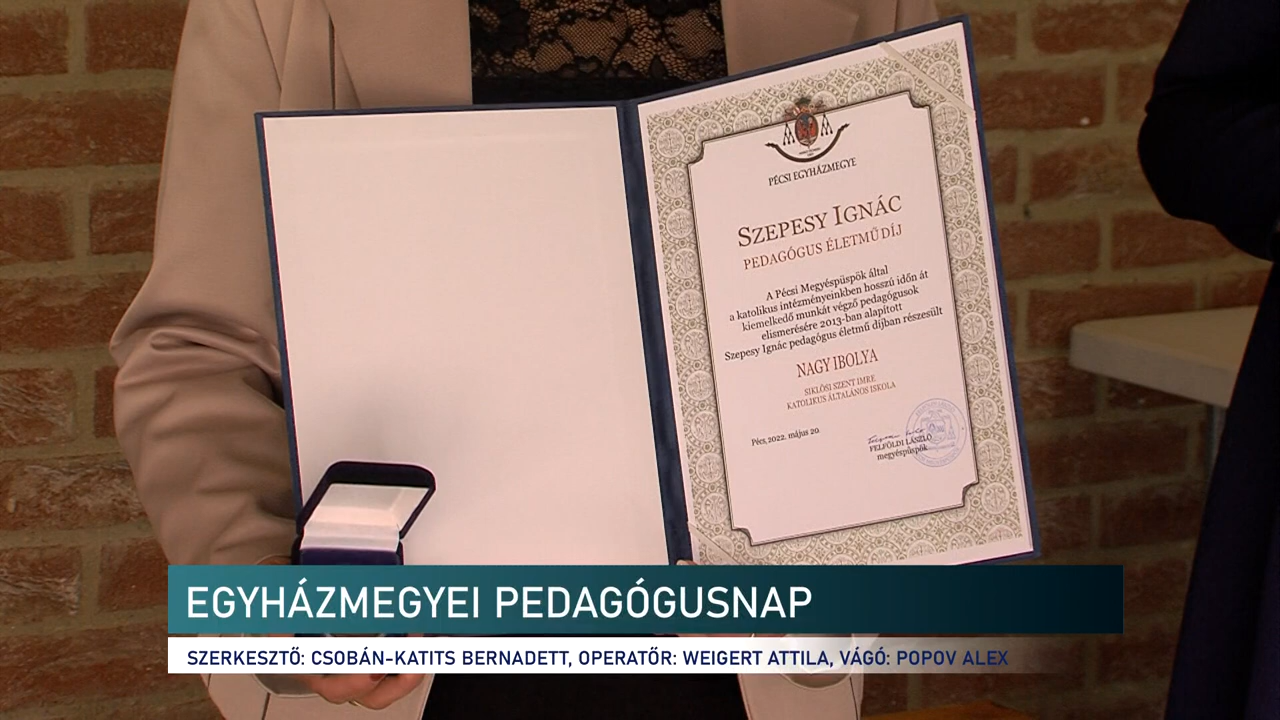 PÉCSI EGYHÁZMEGYE
SZEPESY IGNÁC
PEDAGÓGUS ÉLETMŰ DÍJ
A Pécsi Megyéspüspök által
a katolikus intézményeinkben hosszú időn át
kiemelkedő munkát végző pedagógusok
elismerésére 2013-ban alapított
Szepesy Ignác pedagógus életmű díjban részesült
NAGY IBOLYA
SIKLÓSI SZENT IMRE
KATOLIKUS ÁLTALÁNOS ISKOLA
Pécs, 2022. május 20.
FELFÖLDI LÁSZLÓ
megyéspüspök
EGYHÁZMEGYEI PEDAGÓGUSNAP
SZERKESZTŐ: CSOBÁN-KATITS BERNADETT, OPERATŐR: WEIGERT ATTILA, VÁGÓ: POPOV ALEX